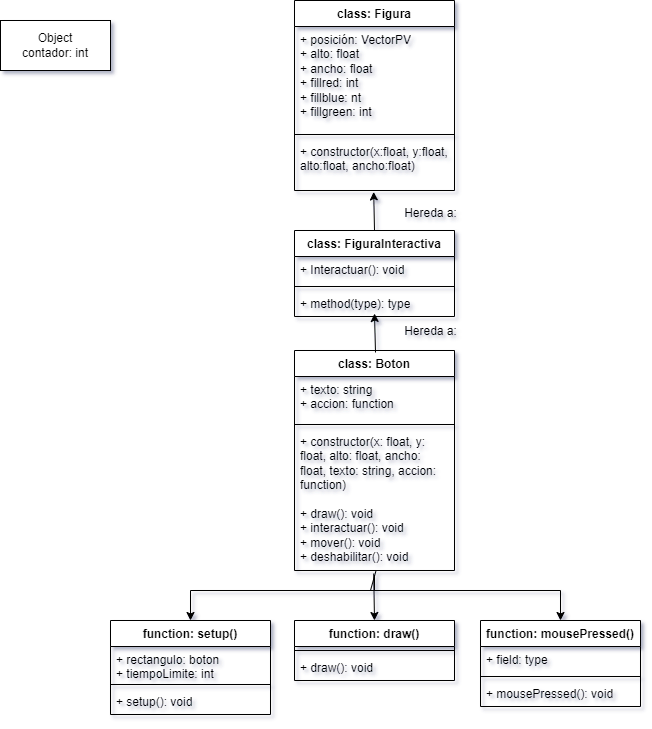 Object
contador: int
class: Figura
+ posición: VectorPV
+ alto: float
+ ancho: float
+ fillred: int
+ fillblue: nt
+ fillgreen: int
+ constructor(x:float, y:float,
alto:float, ancho:float)
Hereda a:
class: FiguraInteractiva
+ Interactuar(): void
+ method(type): type
Hereda a:
class: Boton
+ texto: string
+ accion: function
+ constructor(x: float, y:
float, alto: float, ancho:
float, texto: string, accion:
function)
+ draw(): void
+ interactuar(): void
+ mover(): void
+ deshabilitar(): void
function: setup()
+ rectangulo: boton
+ tiempoLimite: int
+ setup(): void
function: draw()
+ draw(): void
function: mousePressed()
+ field: type
+ mousePressed(): void